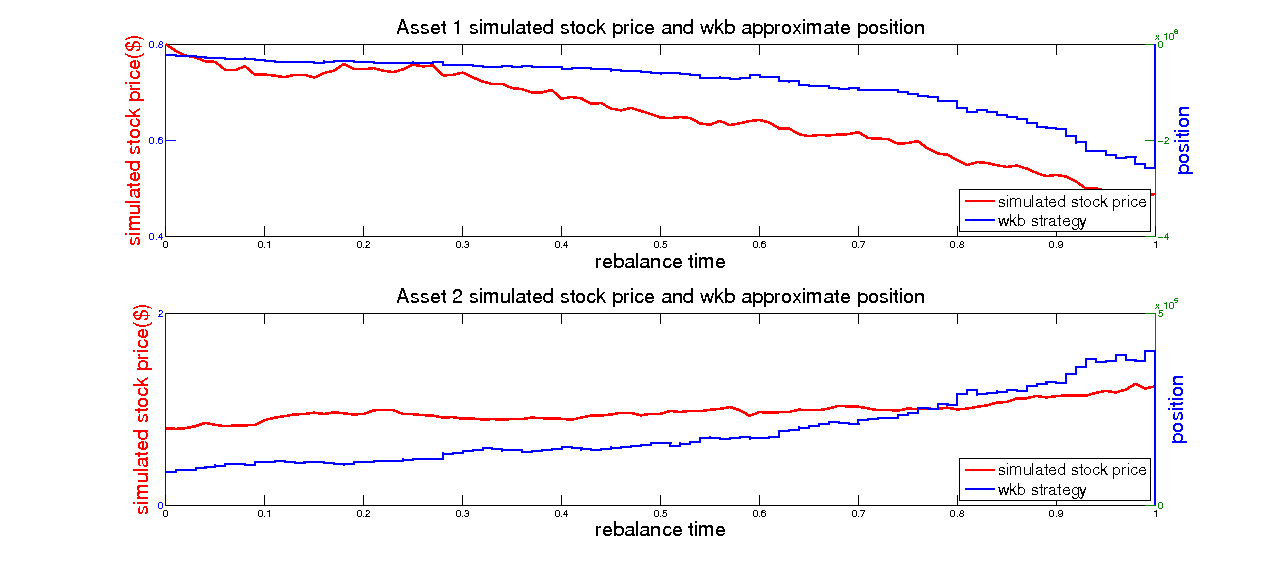 Asset 1 simulated stock price and wkb approximate position
simulated stock price($)
0.8
0.6
0.4
0
-2
-4
position
simulated stock price
wkb strategy
0 0.1 0.2 0.3 0.4 0.5 0.6 0.7 0.8 0.9 1
rebalance time
Asset 2 simulated stock price and wkb approximate position
simulated stock price($)
2
0
5
0
position
simulated stock price
wkb strategy
0 0.1 0.2 0.3 0.4 0.5 0.6 0.7 0.8 0.9 1
rebalance time